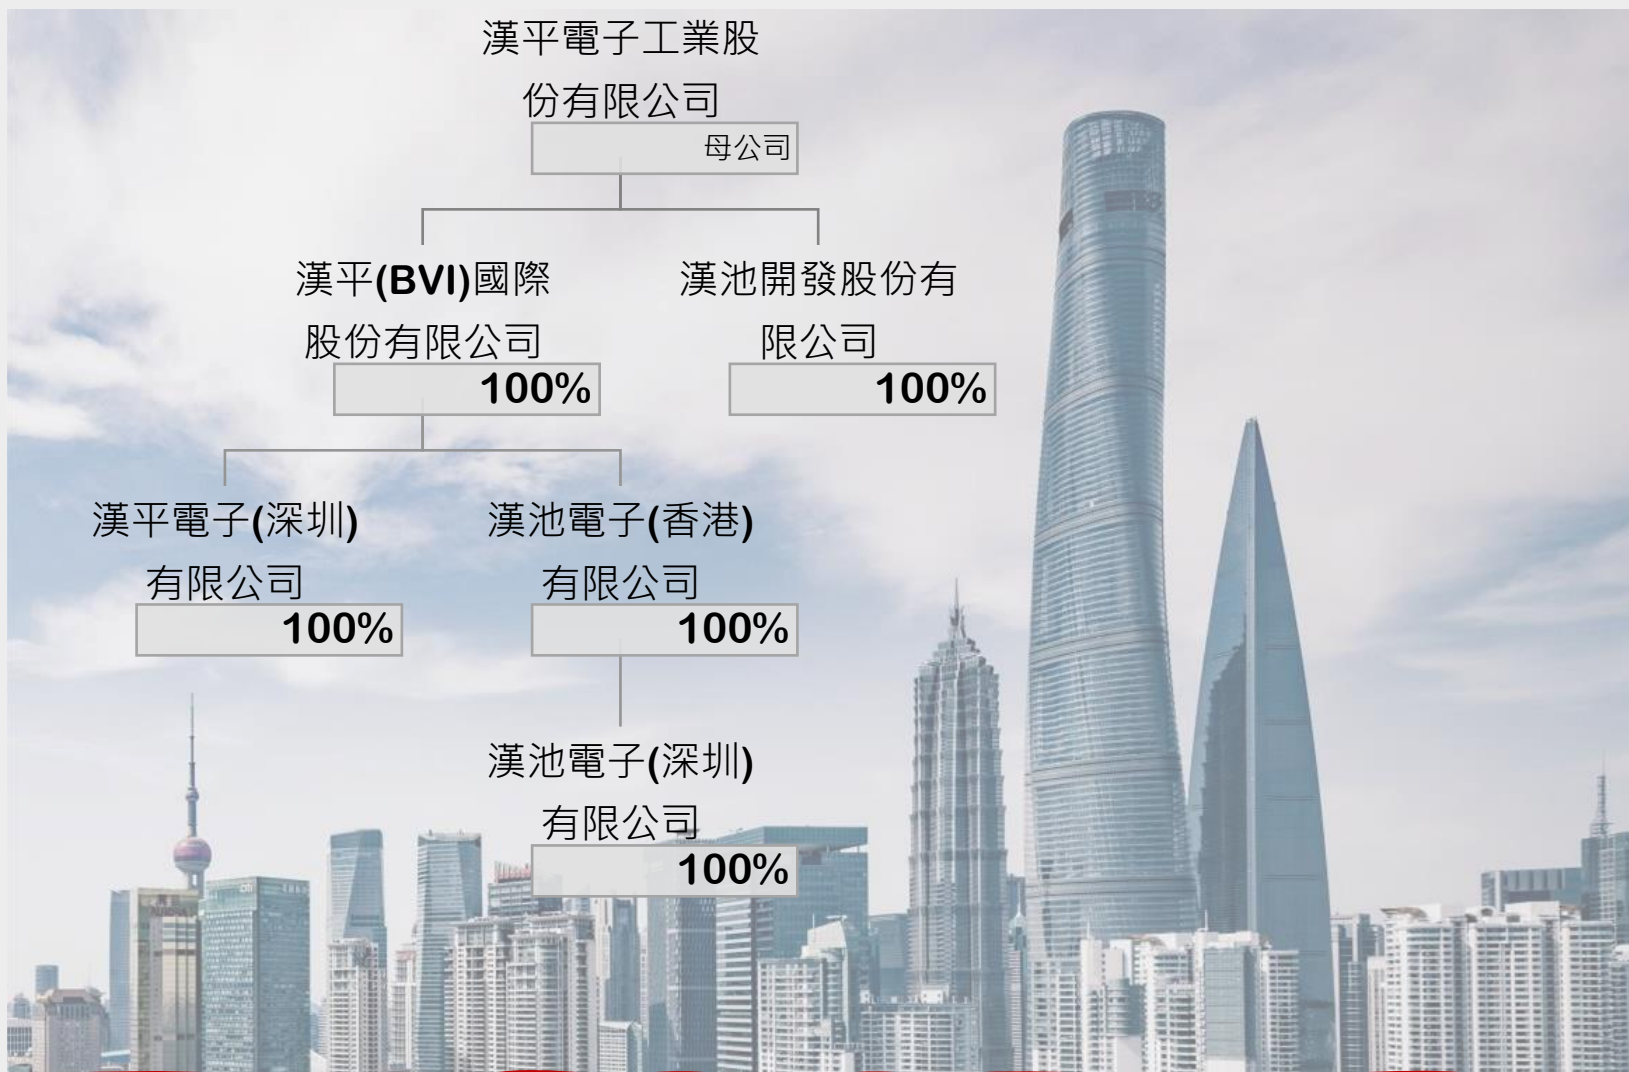 漢平電子工業股
份有限公司
母公司
漢平(BVI)國際
股份有限公司
100%
漢池開發股份有
限公司
100%
漢平電子(深圳)
有限公司
100%
漢池電子(香港)
有限公司
100%
漢池電子(深圳)
有限公司
100%
citi